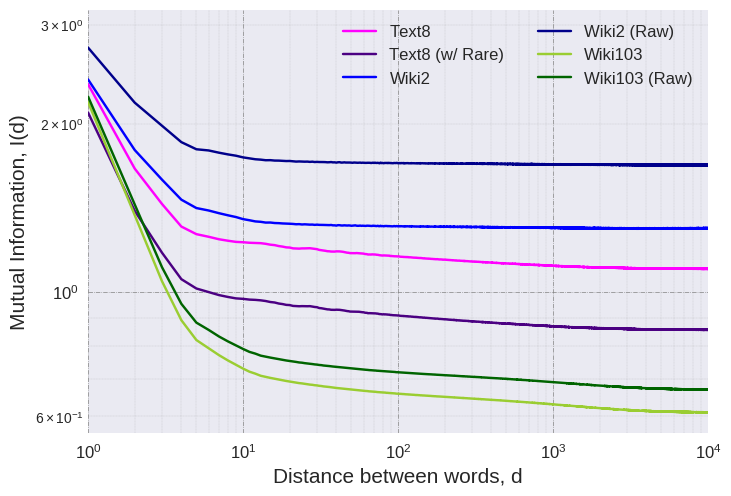 3×10⁰
2×10⁰
10⁰
6×10⁻¹
Mutual Information, I(d)
Text8
Text8 (w/ Rare)
Wiki2
Wiki2 (Raw)
Wiki103
Wiki103 (Raw)
10⁰ 10¹ 10² 10³ 10⁴
Distance between words, d